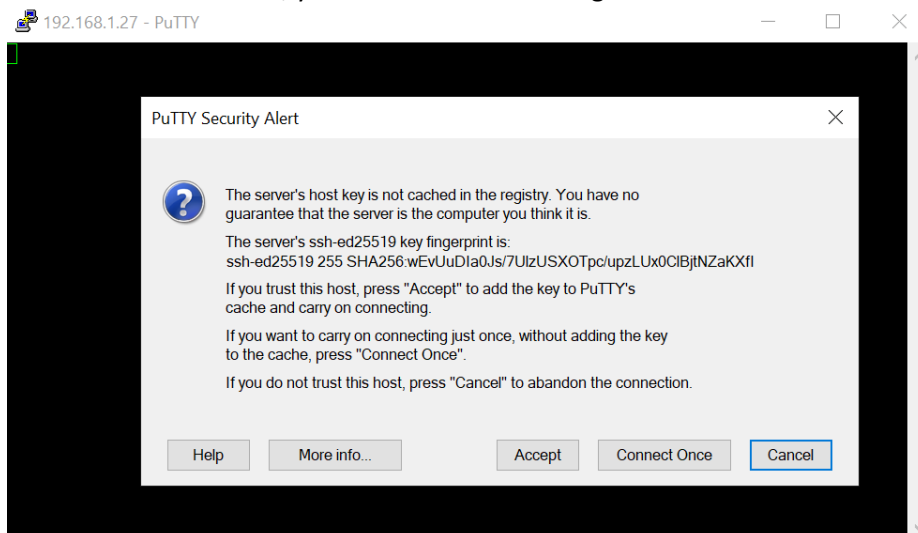 192.168.1.27 - PuTTY
PuTTY Security Alert
The server's host key is not cached in the registry. You have no
guarantee that the server is the computer you think it is.
The server's ssh-ed25519 key fingerprint is:
ssh-ed25519 255 SHA256:wEvUuDIa0Js/7UlzUSXOTpc/upzLUx0ClBjtNZaKXfI
If you trust this host, press "Accept" to add the key to PuTTY's
cache and carry on connecting.
If you want to carry on connecting just once, without adding the key
to the cache, press "Connect Once".
If you do not trust this host, press "Cancel" to abandon the connection.
Help
More info...
Accept
Connect Once
Cancel